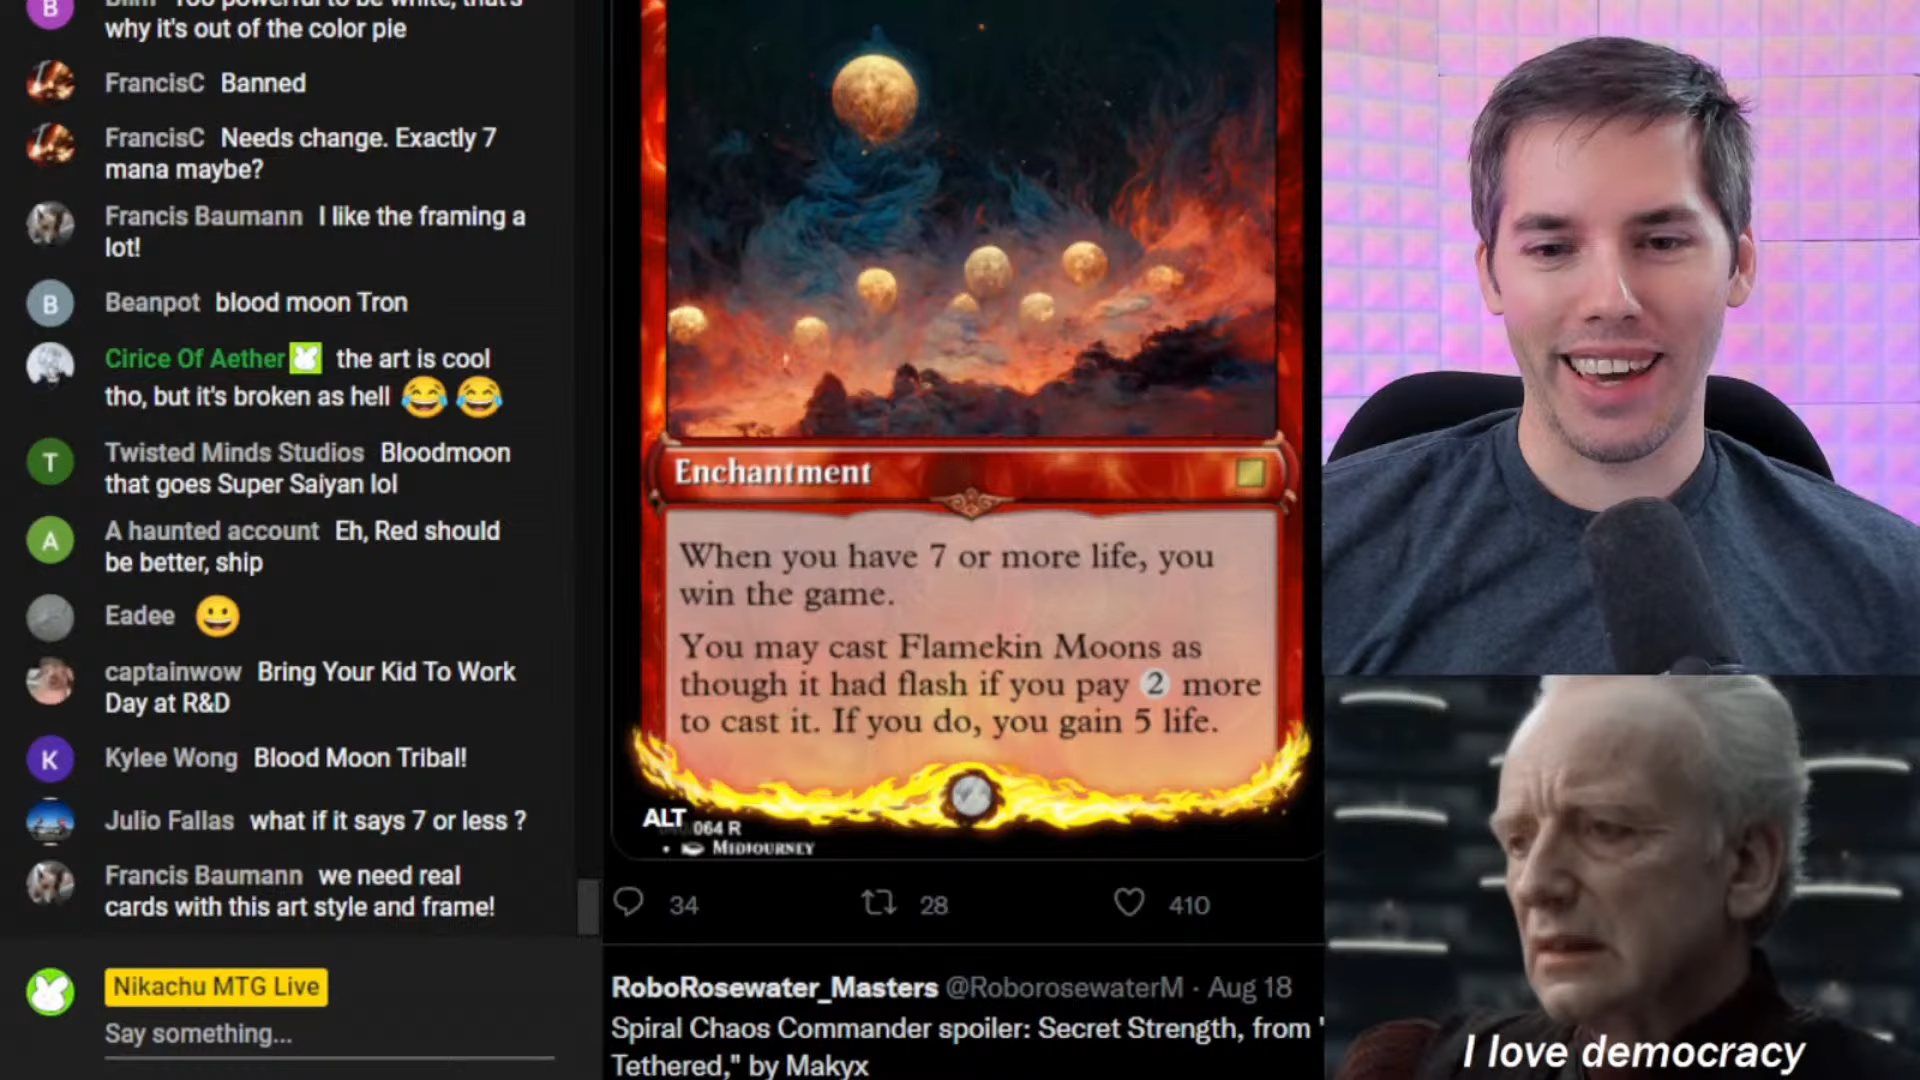 why it's out of the color pie
FrancisC Banned
FrancisC Needs change. Exactly 7
mana maybe?
Francis Baumann I like the framing a
lot!
B
Beanpot blood moon Tron
Cirice Of Aether the art is cool
tho, but it's broken as hell 😂 😂
T
Twisted Minds Studios Bloodmoon
that goes Super Saiyan lol
A
A haunted account Eh, Red should
be better, ship
Eadee 😀
captainwow Bring Your Kid To Work
Day at R&D
K
Kylee Wong Blood Moon Tribal!
Julio Fallas what if it says 7 or less ?
Francis Baumann we need real
cards with this art style and frame!
Nikachu MTG Live
Say something...
Enchantment
When you have 7 or more life, you
win the game.
You may cast Flamekin Moons as
though it had flash if you pay 2 more
to cast it. If you do, you gain 5 life.
ALT
064 R
• Midjourney
34 28 410
RoboRosewater_Masters @RoborosewaterM · Aug 18
Spiral Chaos Commander spoiler: Secret Strength, from "
Tethered," by Makyx
I love democracy